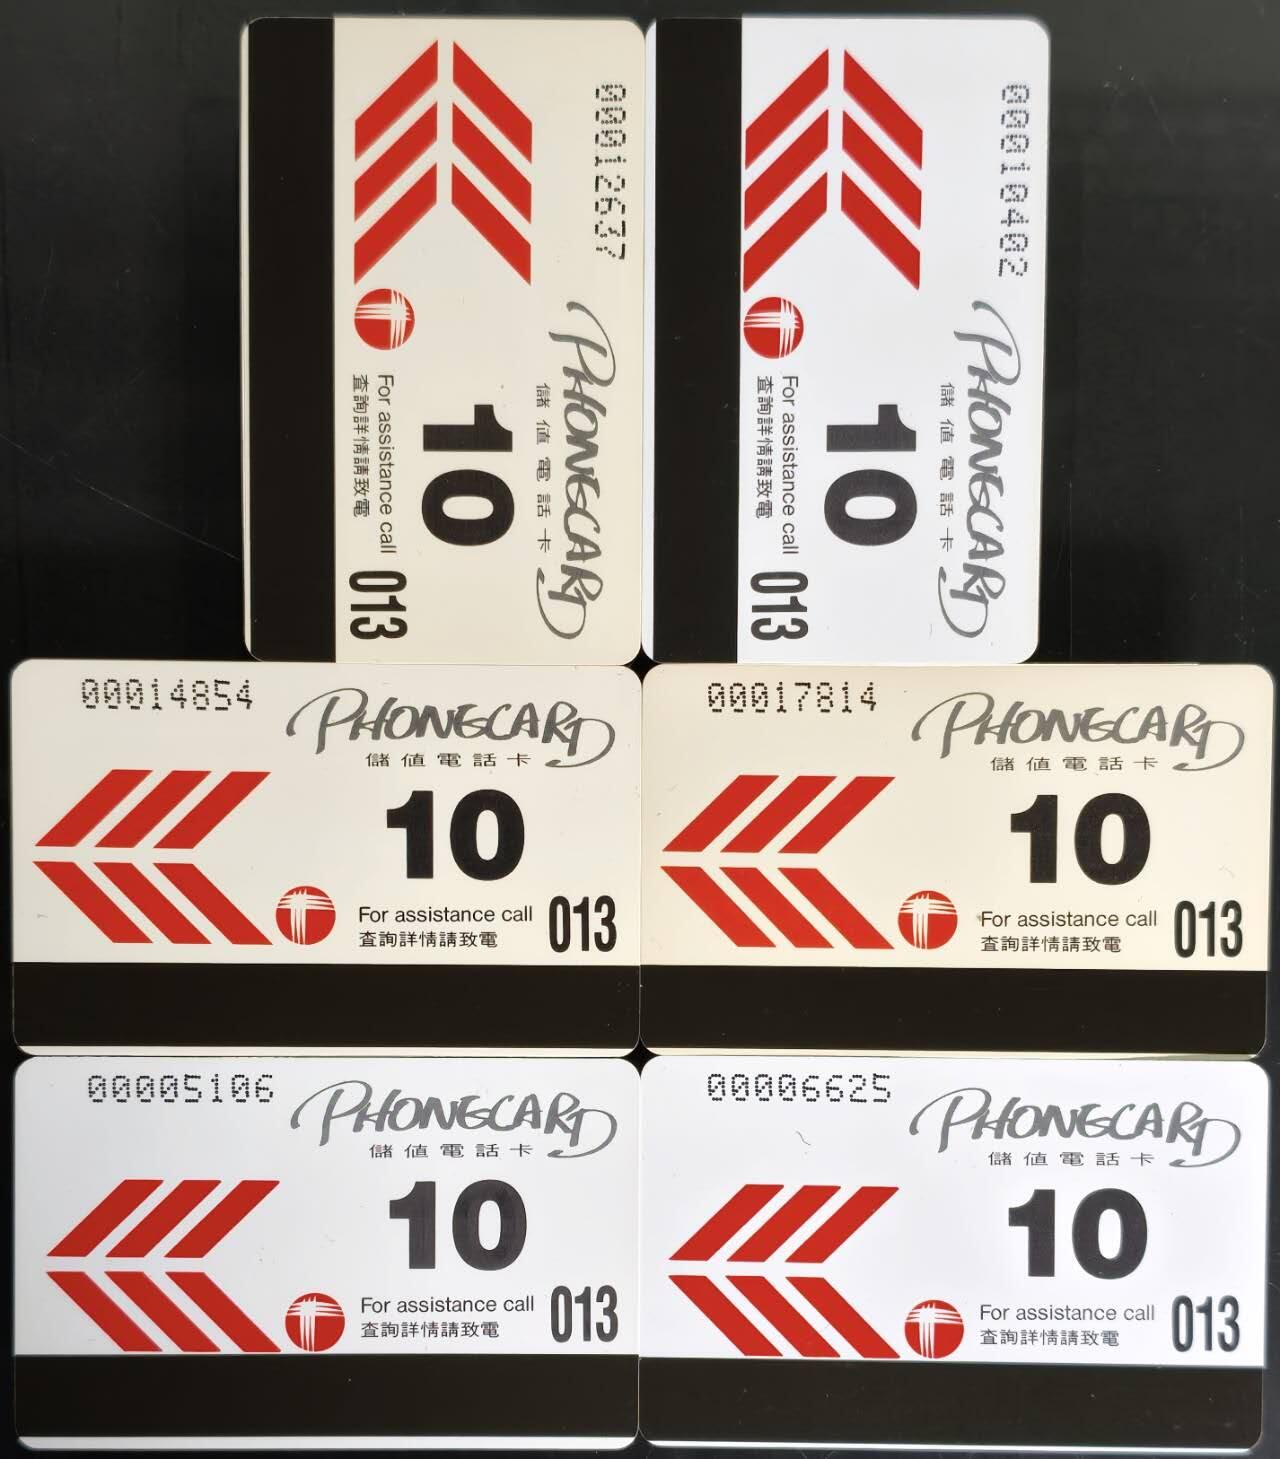 00012637
PHONECARD
儲值電話卡
10
For assistance call
查詢詳情請致電
013
00010402
PHONECARD
儲值電話卡
10
For assistance call
查詢詳情請致電
013
00014854
PHONECARD
儲值電話卡
10
For assistance call
查詢詳情請致電
013
00017814
PHONECARD
儲值電話卡
10
For assistance call
查詢詳情請致電
013
00005106
PHONECARD
儲值電話卡
10
For assistance call
查詢詳情請致電
013
00006625
PHONECARD
儲值電話卡
10
For assistance call
查詢詳情請致電
013